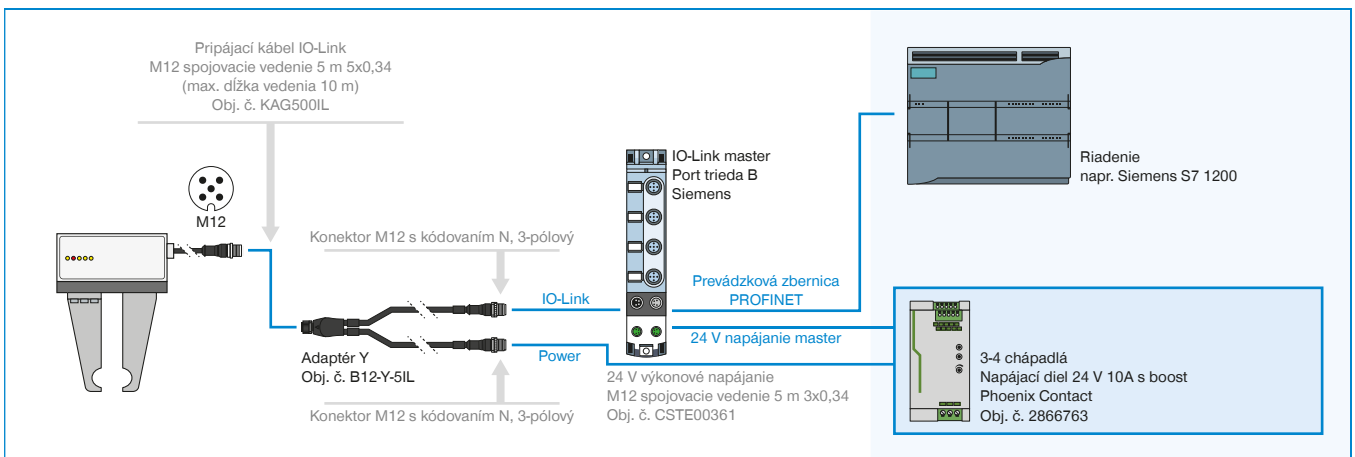 Pripájací kábel IO-Link
M12 spojovacie vedenie 5 m 5x0,34
(max. dĺžka vedenia 10 m)
Obj. č. KAG500IL
M12
Konektor M12 s kódovaním N, 3-pólový
IO-Link
Adaptér Y
Obj. č. B12-Y-5IL
Power
Konektor M12 s kódovaním N, 3-pólový
IO-Link master
Port trieda B
Siemens
Prevádzková zbernica
PROFINET
24 V napájanie master
24 V výkonové napájanie
M12 spojovacie vedenie 5 m 3x0,34
Obj. č. CSTE00361
Riadenie
napr. Siemens S7 1200
3-4 chápadlá
Napájací diel 24 V 10A s boost
Phoenix Contact
Obj. č. 2866763